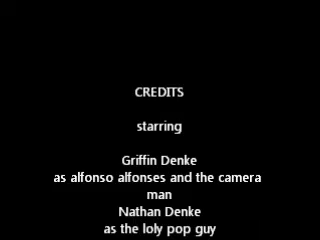 CREDITS
starring
Griffin Denke
as alfonso alfonses and the camera
man
Nathan Denke
as the loly pop guy